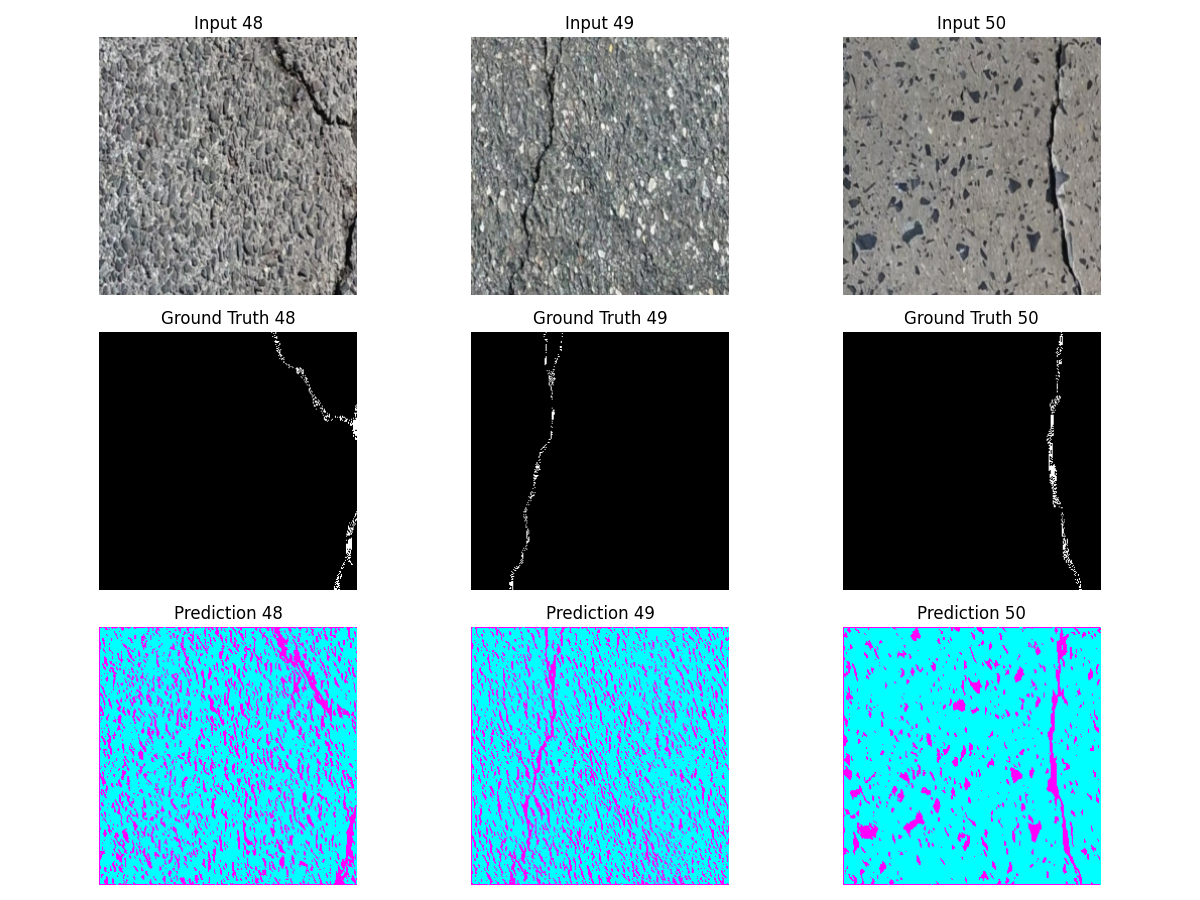 Input 48
Input 49
Input 50
Ground Truth 48
Ground Truth 49
Ground Truth 50
Prediction 48
Prediction 49
Prediction 50